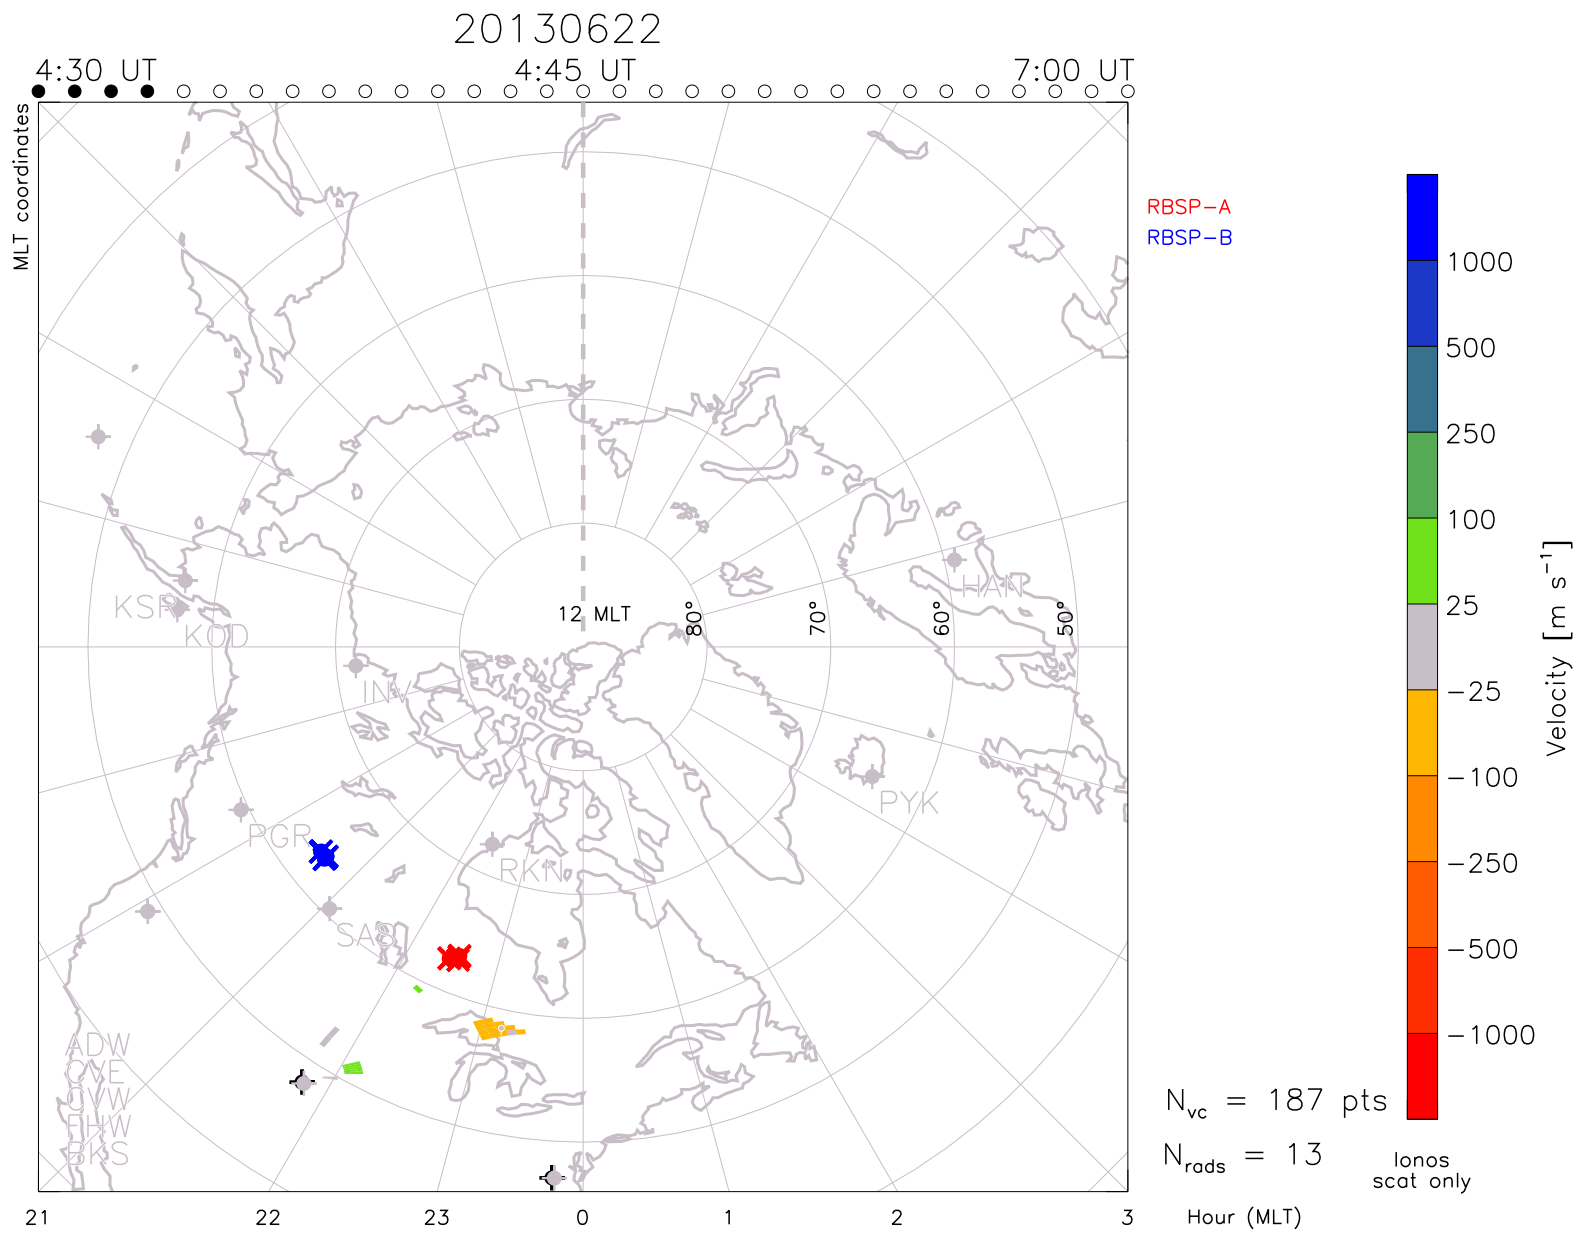 20130622
4:30 UT 4:45 UT 7:00 UT
MLT coordinates
RBSP-A
RBSP-B
1000
500
250
100
25
-25
-100
-250
-500
-1000
Velocity [m s⁻¹]
12 MLT
80° 70° 60° 50°
HAN
KSR
KOD
INV
PYK
PGR
RKN
SAS
ADW
CVE
CVW
FHW
BKS
N_vc = 187 pts
N_rads = 13
Ionos
scat only
21 22 23 0 1 2 3 Hour (MLT)